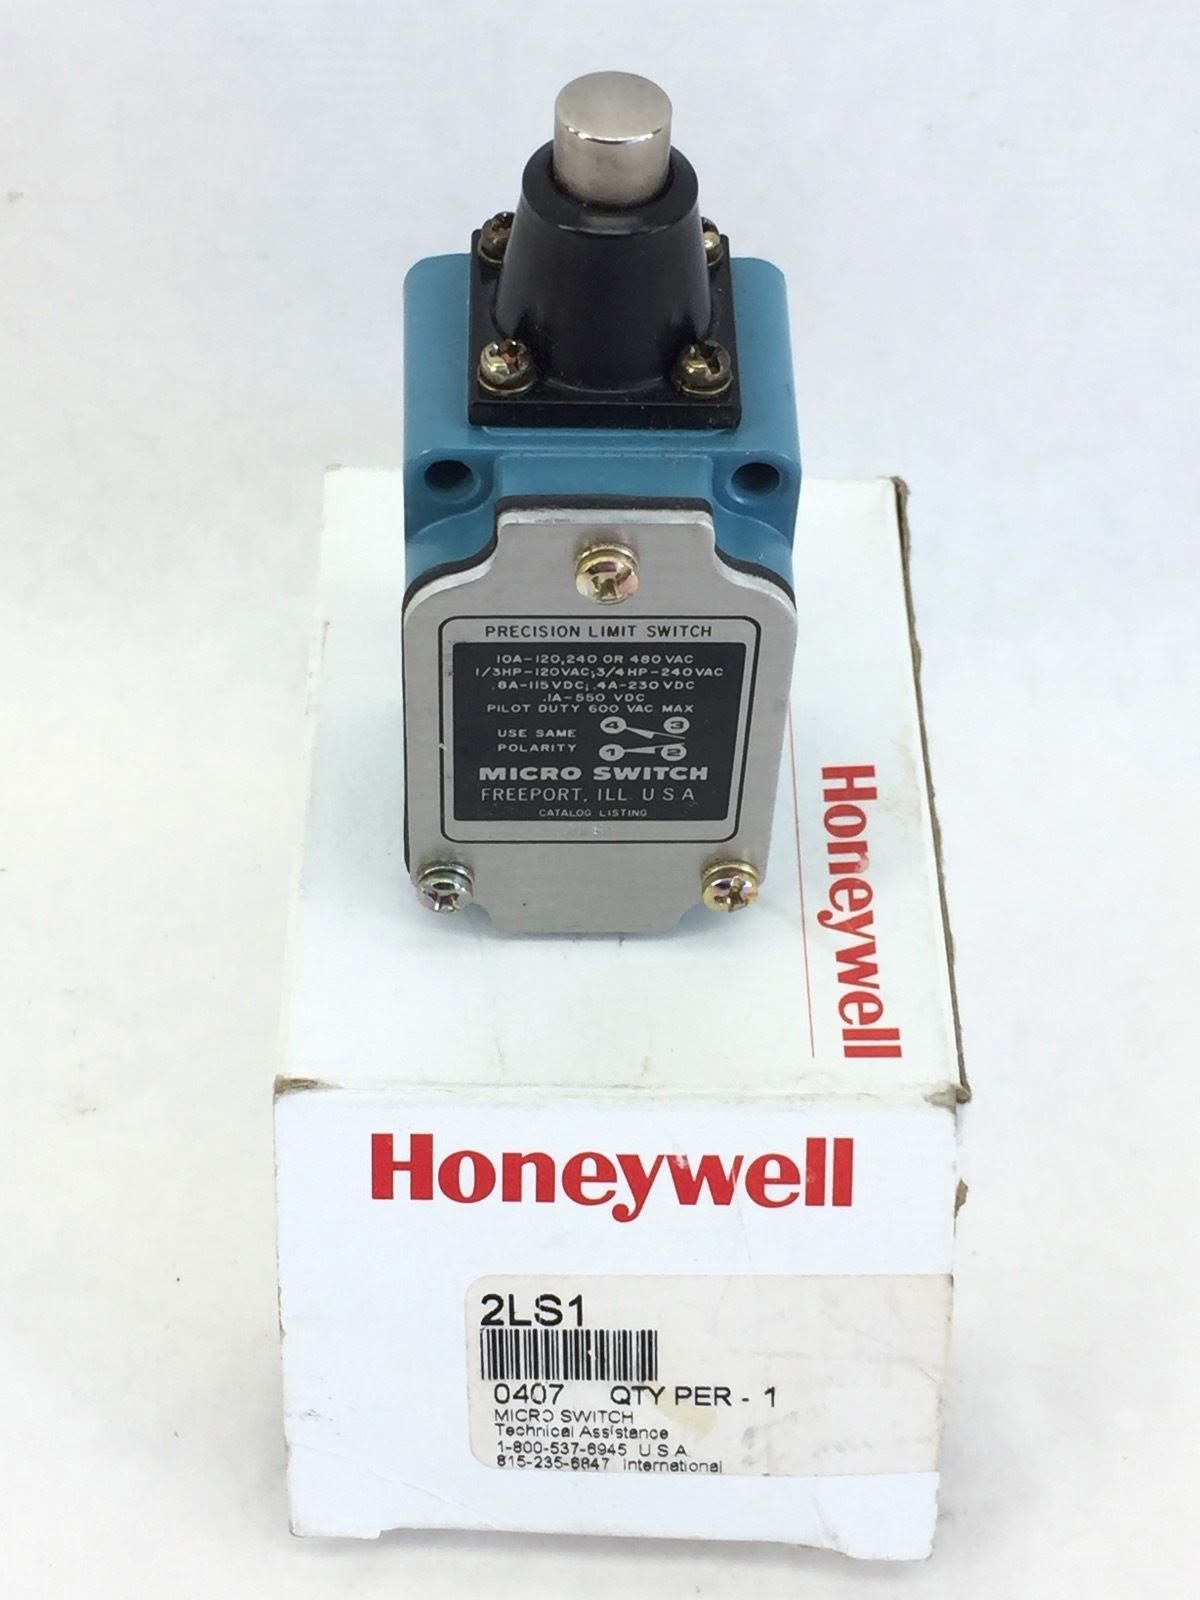 PRECISION LIMIT SWITCH
10A-120,240 OR 480 VAC
1/3HP-120VAC;3/4HP-240VAC
.8A-115VDC; .4A-230VDC
.1A-550 VDC
PILOT DUTY 600 VAC MAX
USE SAME
POLARITY
4 3
1 2
MICRO SWITCH
FREEPORT, ILL. U.S.A
CATALOG LISTING
Honeywell
Honeywell
2LS1
0407 QTY PER - 1
MICRO SWITCH
Technical Assistance
1-800-537-6945 U.S.A.
815-235-6847 International